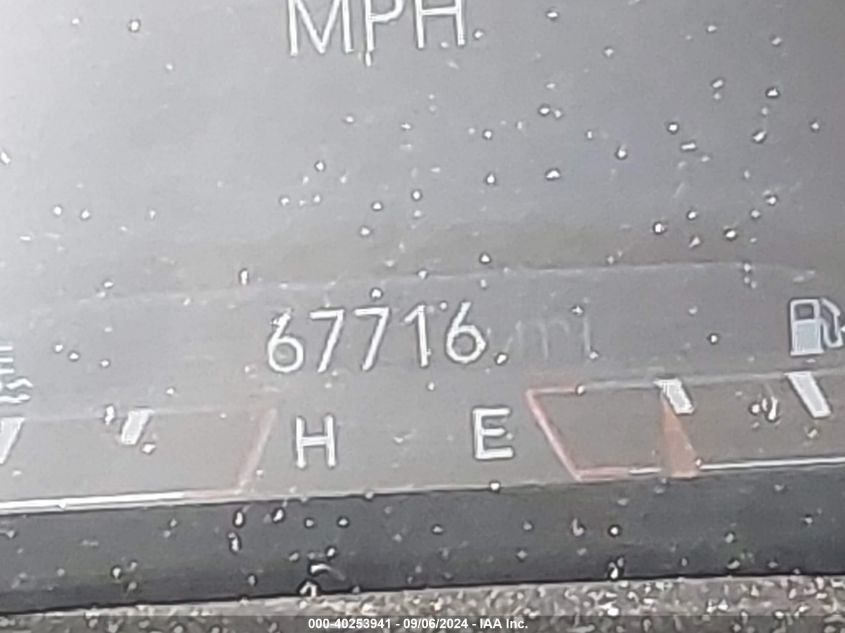 MPH
67716 mi
H E
000-40253941 - 09/06/2024 - IAA Inc.